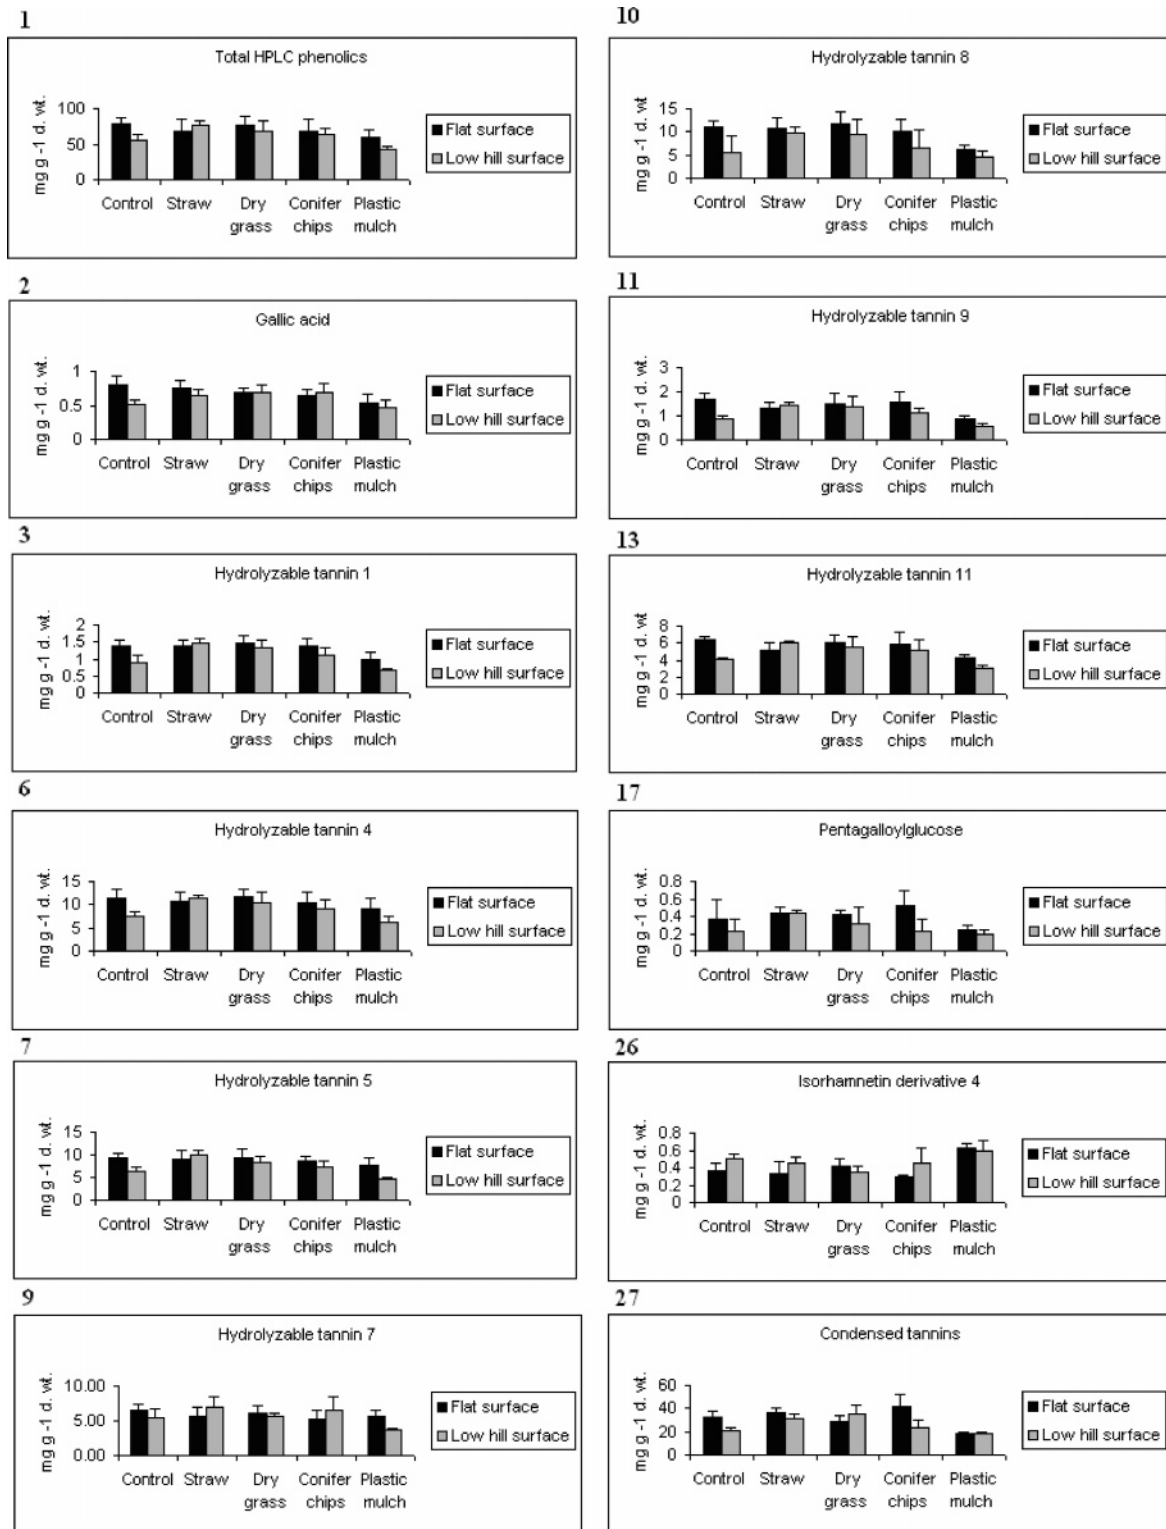 1
Total HPLC phenolics
mg g -1 d. wt.
100
50
0
Control Straw Dry grass Conifer chips Plastic mulch
Flat surface
Low hill surface
2
Gallic acid
mg g -1 d. wt.
1
0.5
0
Control Straw Dry grass Conifer chips Plastic mulch
Flat surface
Low hill surface
3
Hydrolyzable tannin 1
mg g -1 d. wt.
2
1.5
1
0.5
0
Control Straw Dry grass Conifer chips Plastic mulch
Flat surface
Low hill surface
6
Hydrolyzable tannin 4
mg g -1 d. wt.
15
10
5
0
Control Straw Dry grass Conifer chips Plastic mulch
Flat surface
Low hill surface
7
Hydrolyzable tannin 5
mg g -1 d. wt.
15
10
5
0
Control Straw Dry grass Conifer chips Plastic mulch
Flat surface
Low hill surface
9
Hydrolyzable tannin 7
mg g -1 d. wt.
10.00
5.00
0.00
Control Straw Dry grass Conifer chips Plastic mulch
Flat surface
Low hill surface
10
Hydrolyzable tannin 8
mg g -1 d. wt.
15
10
5
0
Control Straw Dry grass Conifer chips Plastic mulch
Flat surface
Low hill surface
11
Hydrolyzable tannin 9
mg g -1 d. wt.
3
2
1
0
Control Straw Dry grass Conifer chips Plastic mulch
Flat surface
Low hill surface
13
Hydrolyzable tannin 11
mg g -1 d. wt
8
6
4
2
0
Control Straw Dry grass Conifer chips Plastic mulch
Flat surface
Low hill surface
17
Pentagalloylglucose
mg g -1 d. wt.
0.8
0.6
0.4
0.2
0
Control Straw Dry grass Conifer chips Plastic mulch
Flat surface
Low hill surface
26
Isorhamnetin derivative 4
mg g -1 d. wt.
0.8
0.6
0.4
0.2
0
Control Straw Dry grass Conifer chips Plastic mulch
Flat surface
Low hill surface
27
Condensed tannins
mg g -1 d. wt.
60
40
20
0
Control Straw Dry grass Conifer chips Plastic mulch
Flat surface
Low hill surface